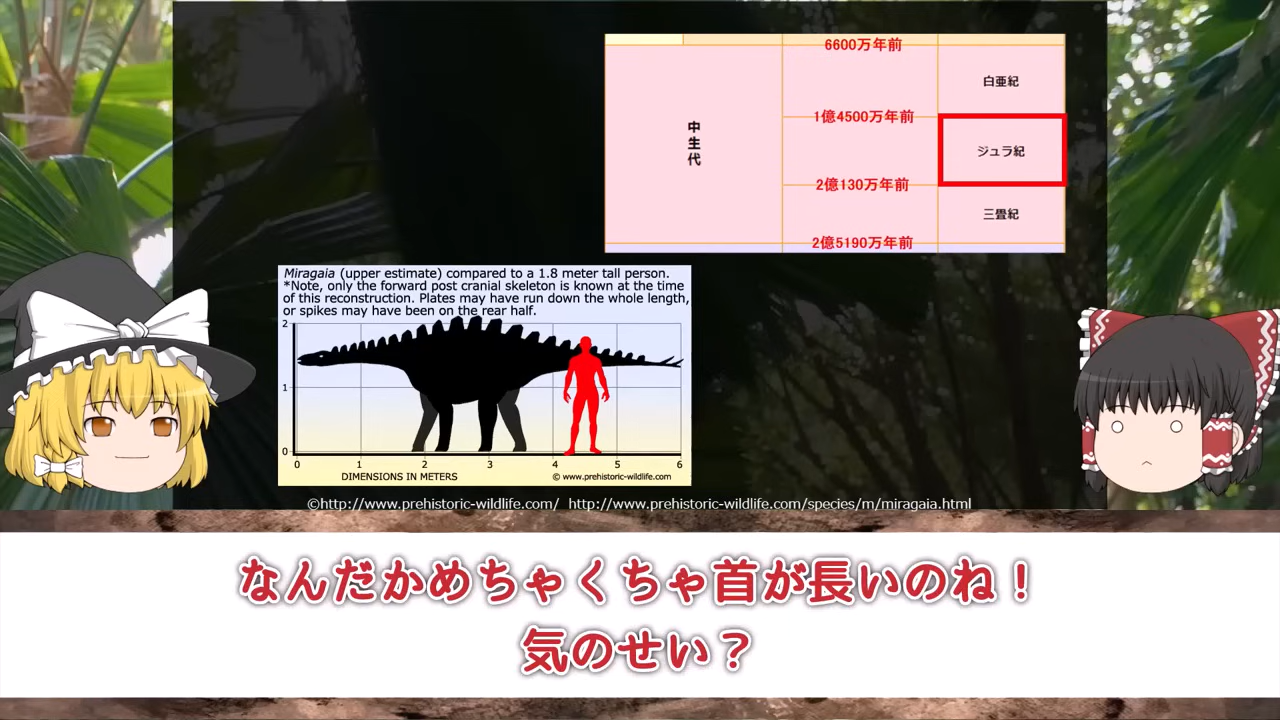 6600万年前
白亜紀
1億4500万年前
中生代
ジュラ紀
2億130万年前
三畳紀
2億5190万年前
Miragaia (upper estimate) compared to a 1.8 meter tall person.
*Note, only the forward post cranial skeleton is known at the time
of this reconstruction. Plates may have run down the whole length,
or spikes may have been on the rear half.
2
1
0
0 1 2 3 4 5 6
DIMENSIONS IN METERS © www.prehistoric-wildlife.com
©http://www.prehistoric-wildlife.com/ http://www.prehistoric-wildlife.com/species/m/miragaia.html
なんだかめちゃくちゃ首が長いのね！
気のせい？